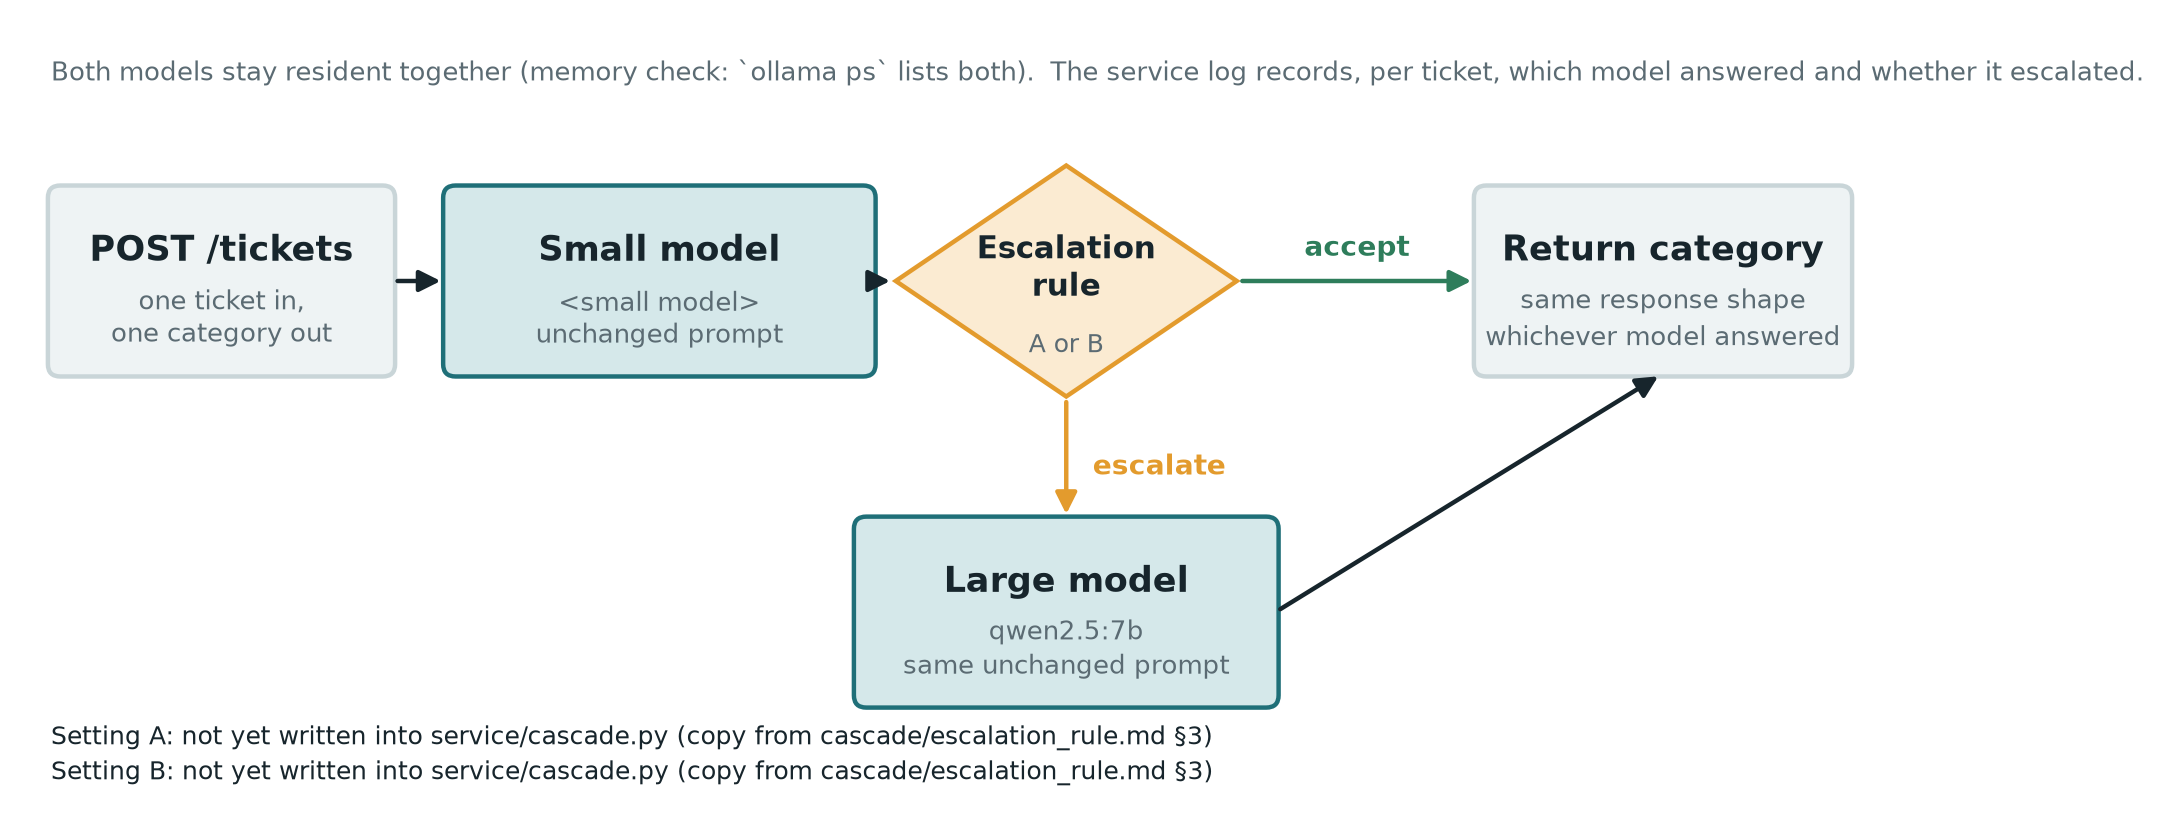 Both models stay resident together (memory check: `ollama ps` lists both).  The service log records, per ticket, which model answered and whether it escalated.
POST /tickets
one ticket in,
one category out
Small model
<small model>
unchanged prompt
Escalation
rule
A or B
accept
Return category
same response shape
whichever model answered
escalate
Large model
qwen2.5:7b
same unchanged prompt
Setting A: not yet written into service/cascade.py (copy from cascade/escalation_rule.md §3)
Setting B: not yet written into service/cascade.py (copy from cascade/escalation_rule.md §3)